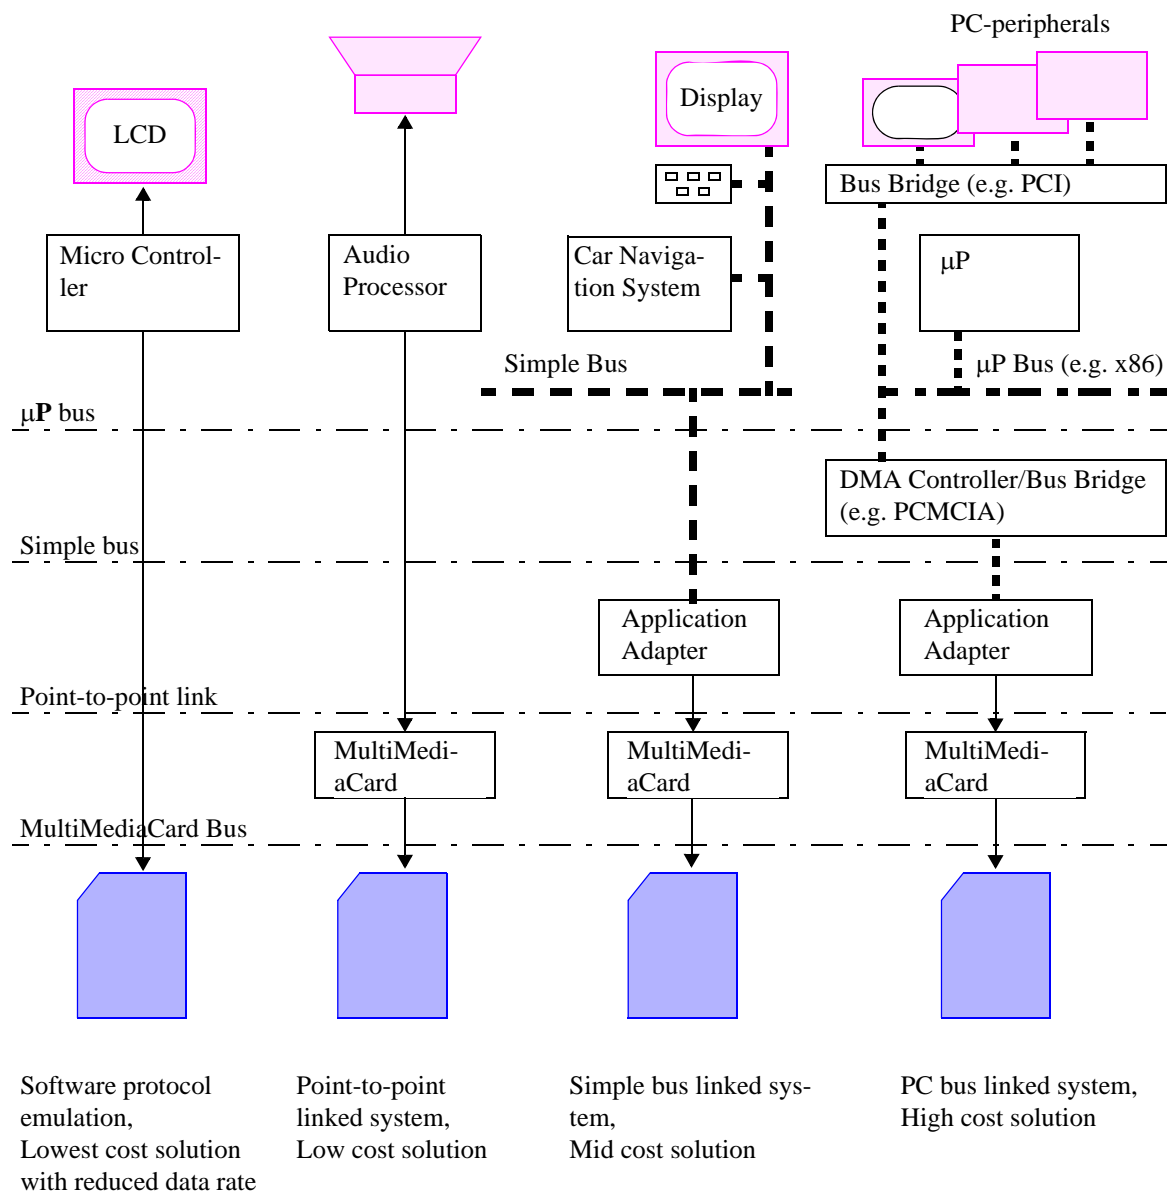 PC-peripherals
LCD
Display
Bus Bridge (e.g. PCI)
Micro Control-
ler
Audio
Processor
Car Naviga-
tion System
μP
Simple Bus
μP Bus (e.g. x86)
μP bus
DMA Controller/Bus Bridge
(e.g. PCMCIA)
Simple bus
Application
Adapter
Application
Adapter
Point-to-point link
MultiMedi-
aCard
MultiMedi-
aCard
MultiMedi-
aCard
MultiMediaCard Bus
Software protocol
emulation,
Lowest cost solution
with reduced data rate
Point-to-point
linked system,
Low cost solution
Simple bus linked sys-
tem,
Mid cost solution
PC bus linked system,
High cost solution